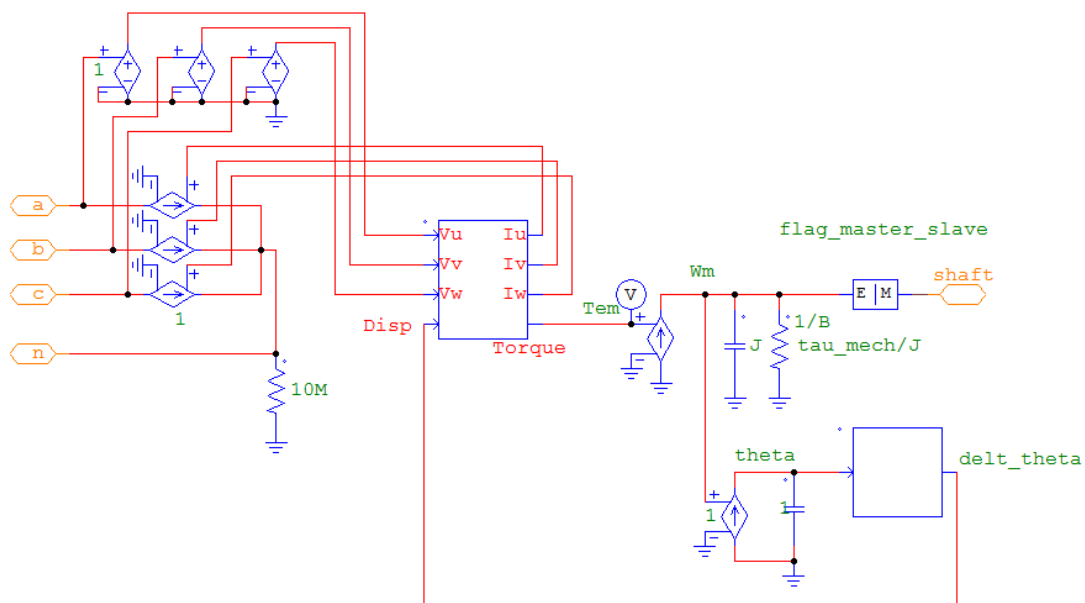 1
a
b
c
1
n
10M
Vu Iu
Vv Iv
Vw Iw
Disp
Torque
Tem
V
flag_master_slave
Wm
E M
shaft
1/B
J tau_mech/J
theta
1
1
delt_theta